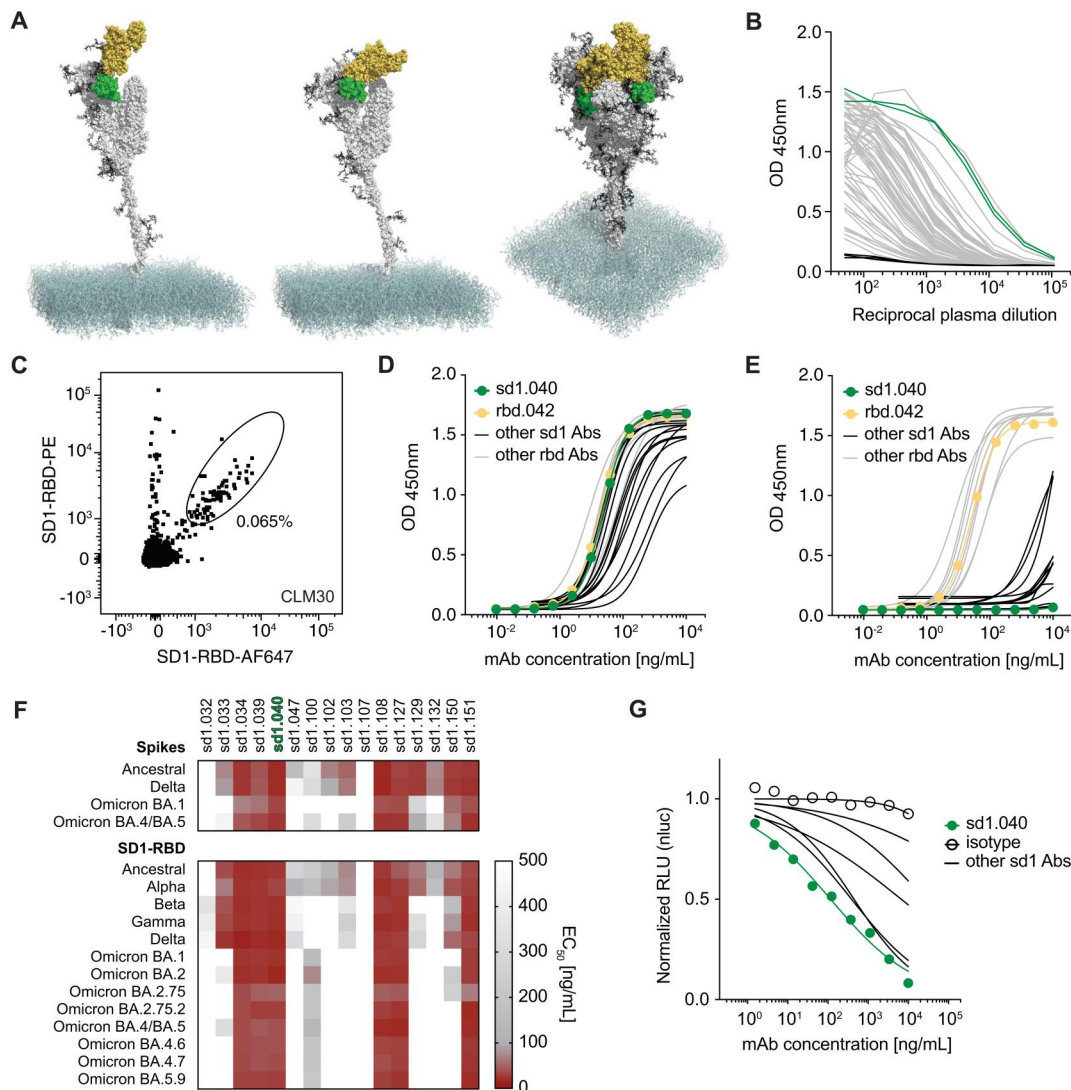 A
B
2.0
1.5
1.0
0.5
0.0
OD 450nm
10² 10³ 10⁴ 10⁵
Reciprocal plasma dilution
C
SD1-RBD-PE
10⁵
10⁴
10³
0
-10³
0.065%
CLM30
-10³ 0 10³ 10⁴ 10⁵
SD1-RBD-AF647
D
OD 450nm
2.0
1.5
1.0
0.5
0.0
sd1.040
rbd.042
other sd1 Abs
other rbd Abs
10⁻² 10⁰ 10² 10⁴
mAb concentration [ng/mL]
E
OD 450nm
2.0
1.5
1.0
0.5
0.0
sd1.040
rbd.042
other sd1 Abs
other rbd Abs
10⁻² 10⁰ 10² 10⁴
mAb concentration [ng/mL]
F
sd1.032 sd1.033 sd1.034 sd1.039 sd1.040 sd1.047 sd1.100 sd1.102 sd1.103 sd1.107 sd1.108 sd1.127 sd1.129 sd1.132 sd1.150 sd1.151
Spikes
Ancestral
Delta
Omicron BA.1
Omicron BA.4/BA.5
SD1-RBD
Ancestral
Alpha
Beta
Gamma
Delta
Omicron BA.1
Omicron BA.2
Omicron BA.2.75
Omicron BA.2.75.2
Omicron BA.4/BA.5
Omicron BA.4.6
Omicron BA.4.7
Omicron BA.5.9
500
400
300
200
100
0
EC₅₀ [ng/mL]
G
Normalized RLU (nluc)
1.0
0.5
0.0
sd1.040
isotype
other sd1 Abs
10⁰ 10¹ 10² 10³ 10⁴ 10⁵
mAb concentration [ng/mL]